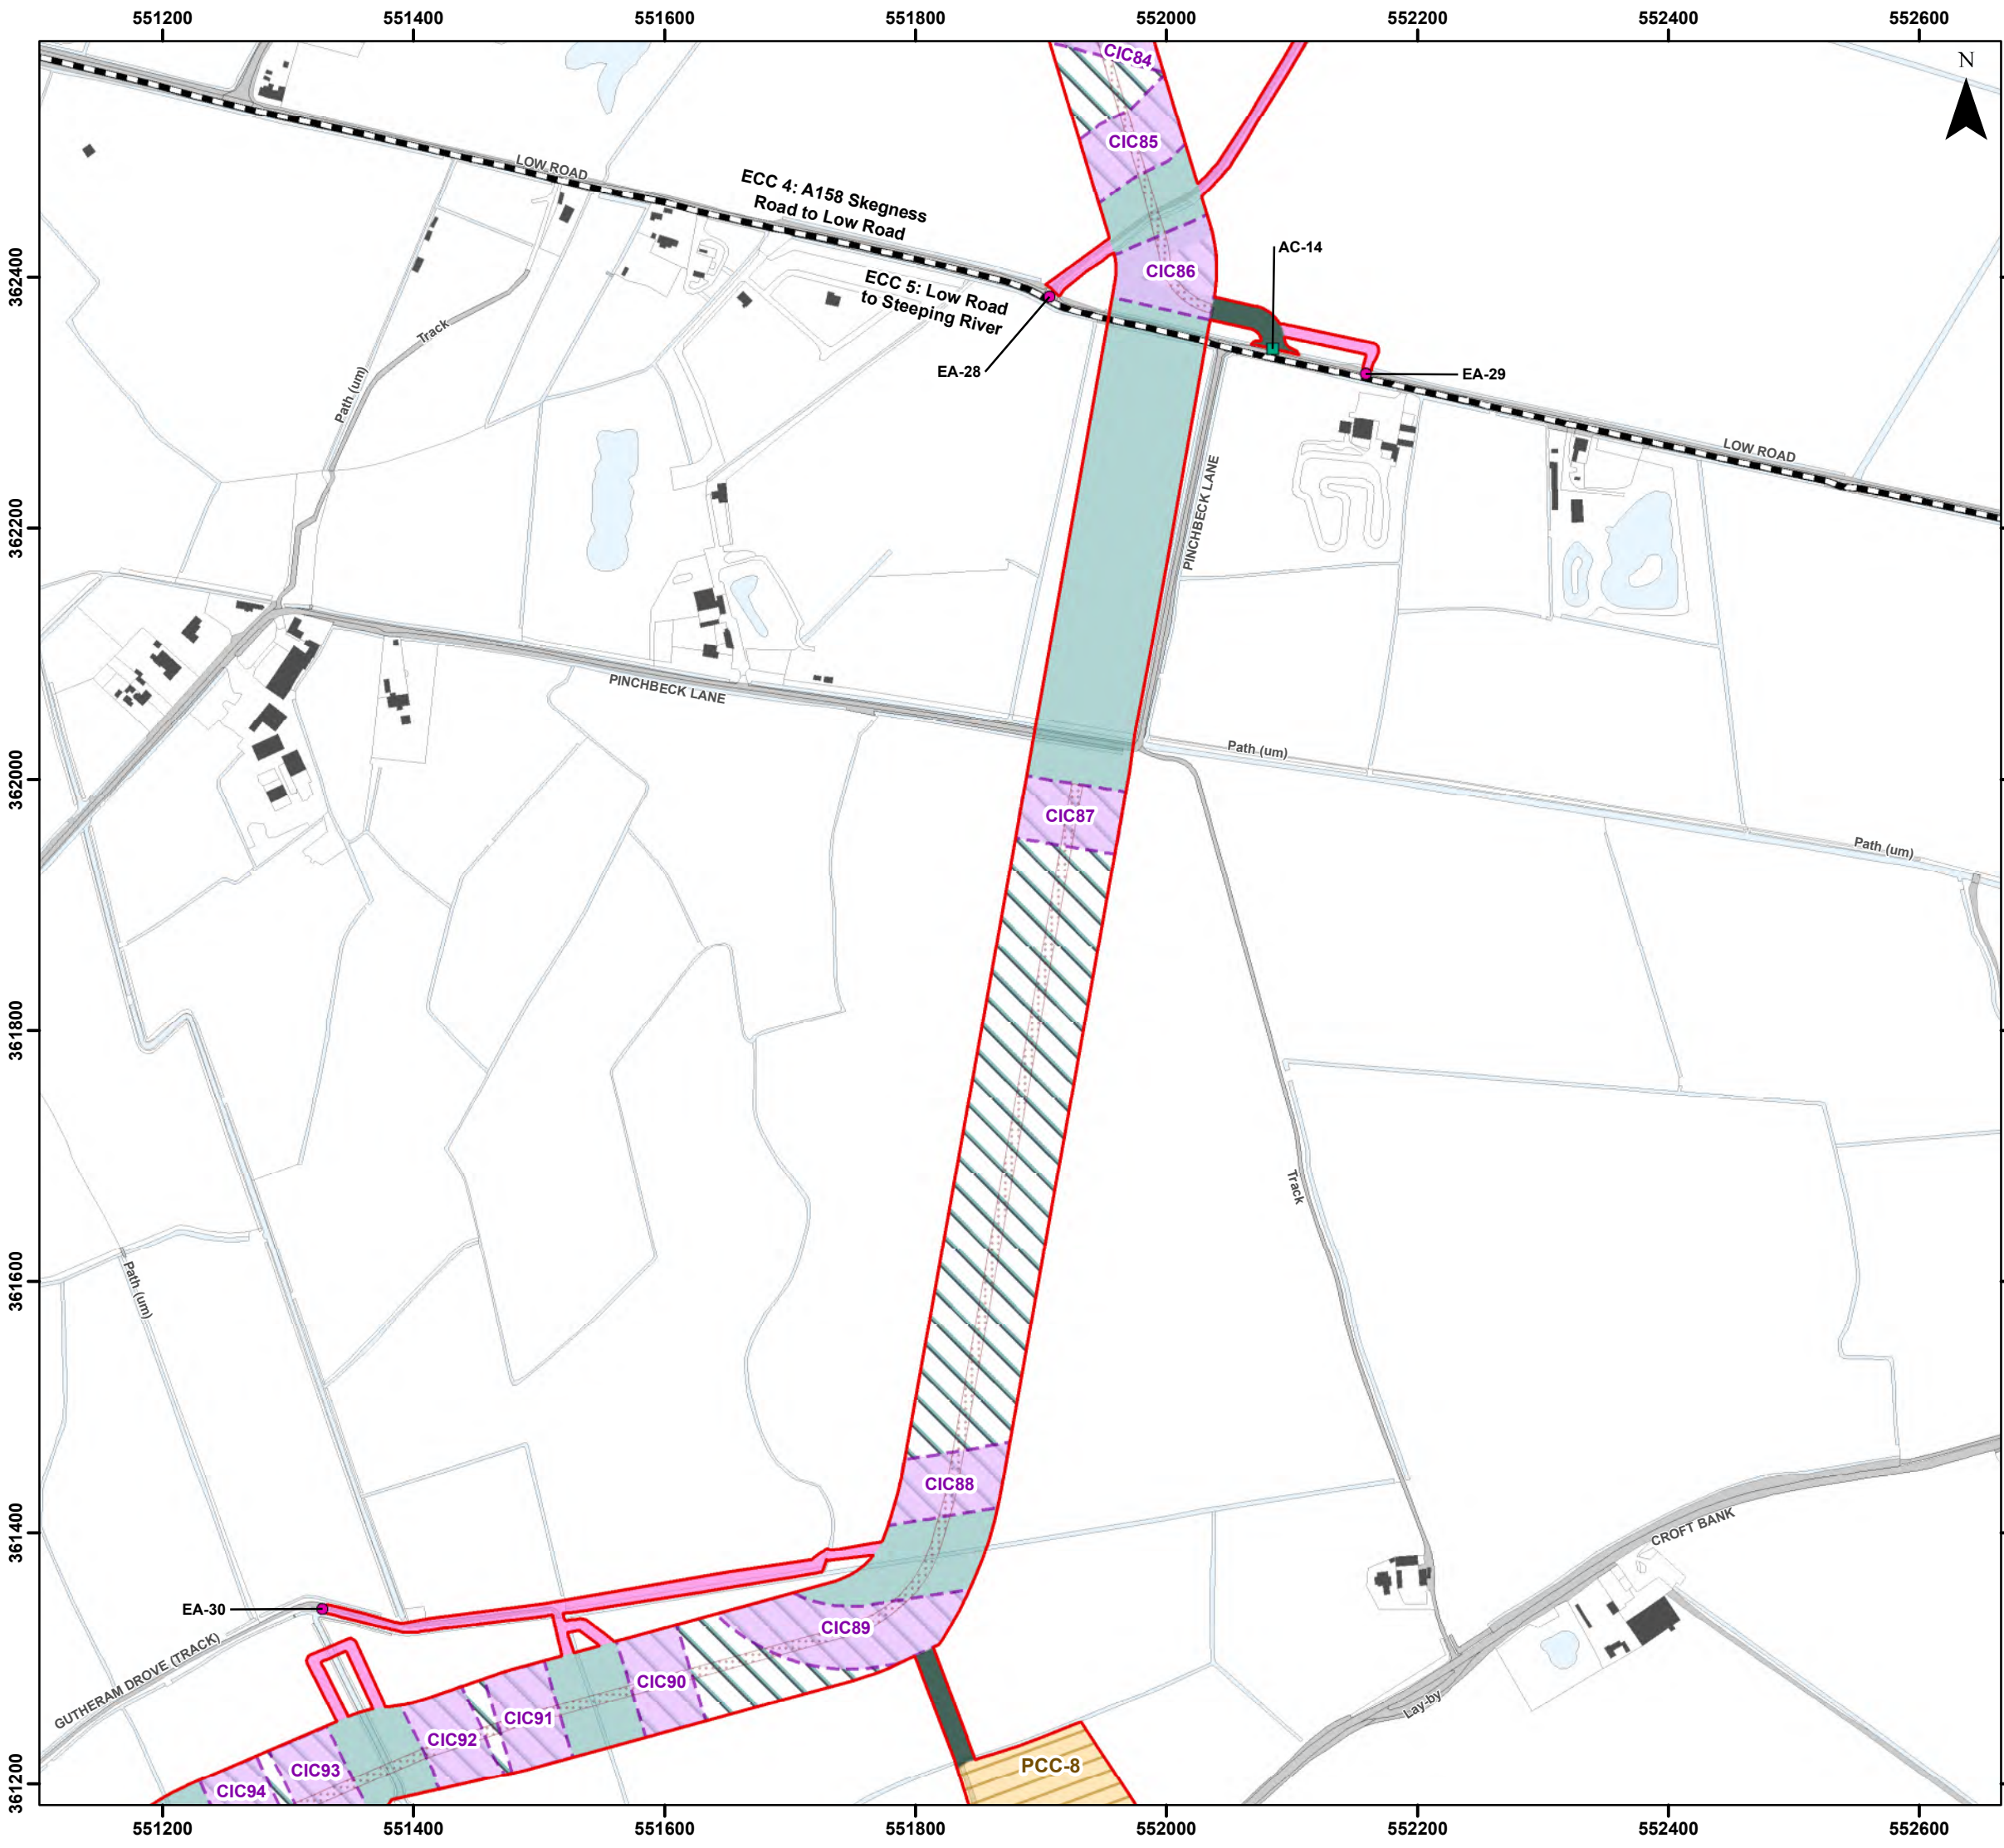 551200 551400 551600 551800 552000 552200 552400 552600
N
CIC84
CIC85
LOW ROAD
ECC 4: A158 Skegness
Road to Low Road
AC-14
CIC86
362400
ECC 5: Low Road
to Steeping River
Track
EA-28
EA-29
Path (um)
LOW ROAD
PINCHBECK LANE
362200
PINCHBECK LANE
Path (um)
362000
CIC87
Path (um)
361800
Track
361600
Path (um)
CIC88
361400
CROFT BANK
EA-30
CIC89
GUTHERAM DROVE (TRACK)
CIC90
CIC91
Lay-by
CIC92
CIC93
PCC-8
CIC94
361200
551200 551400 551600 551800 552000 552200 552400 552600